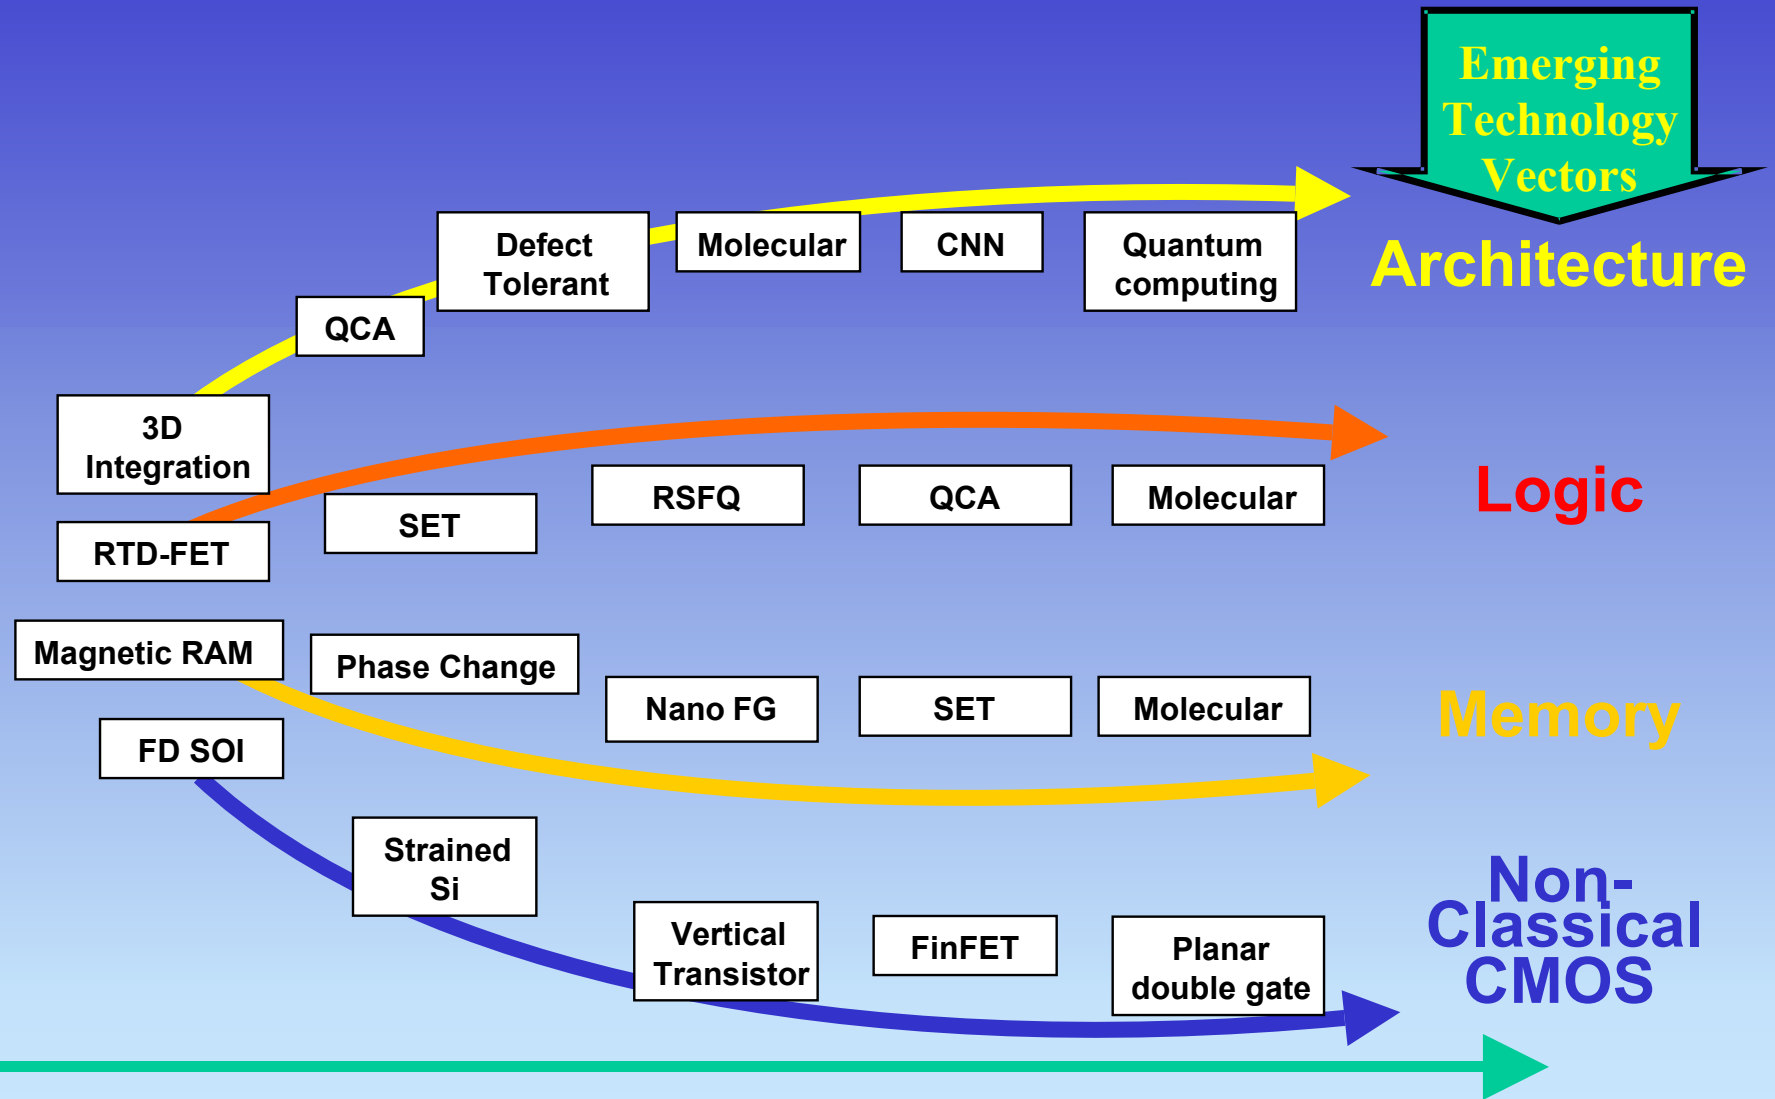 Emerging
Technology
Vectors
Defect
Tolerant
Molecular
CNN
Quantum
computing
Architecture
QCA
3D
Integration
RTD-FET
SET
RSFQ
QCA
Molecular
Logic
Magnetic RAM
Phase Change
Nano FG
SET
Molecular
Memory
FD SOI
Strained
Si
Vertical
Transistor
FinFET
Planar
double gate
Non-
Classical
CMOS